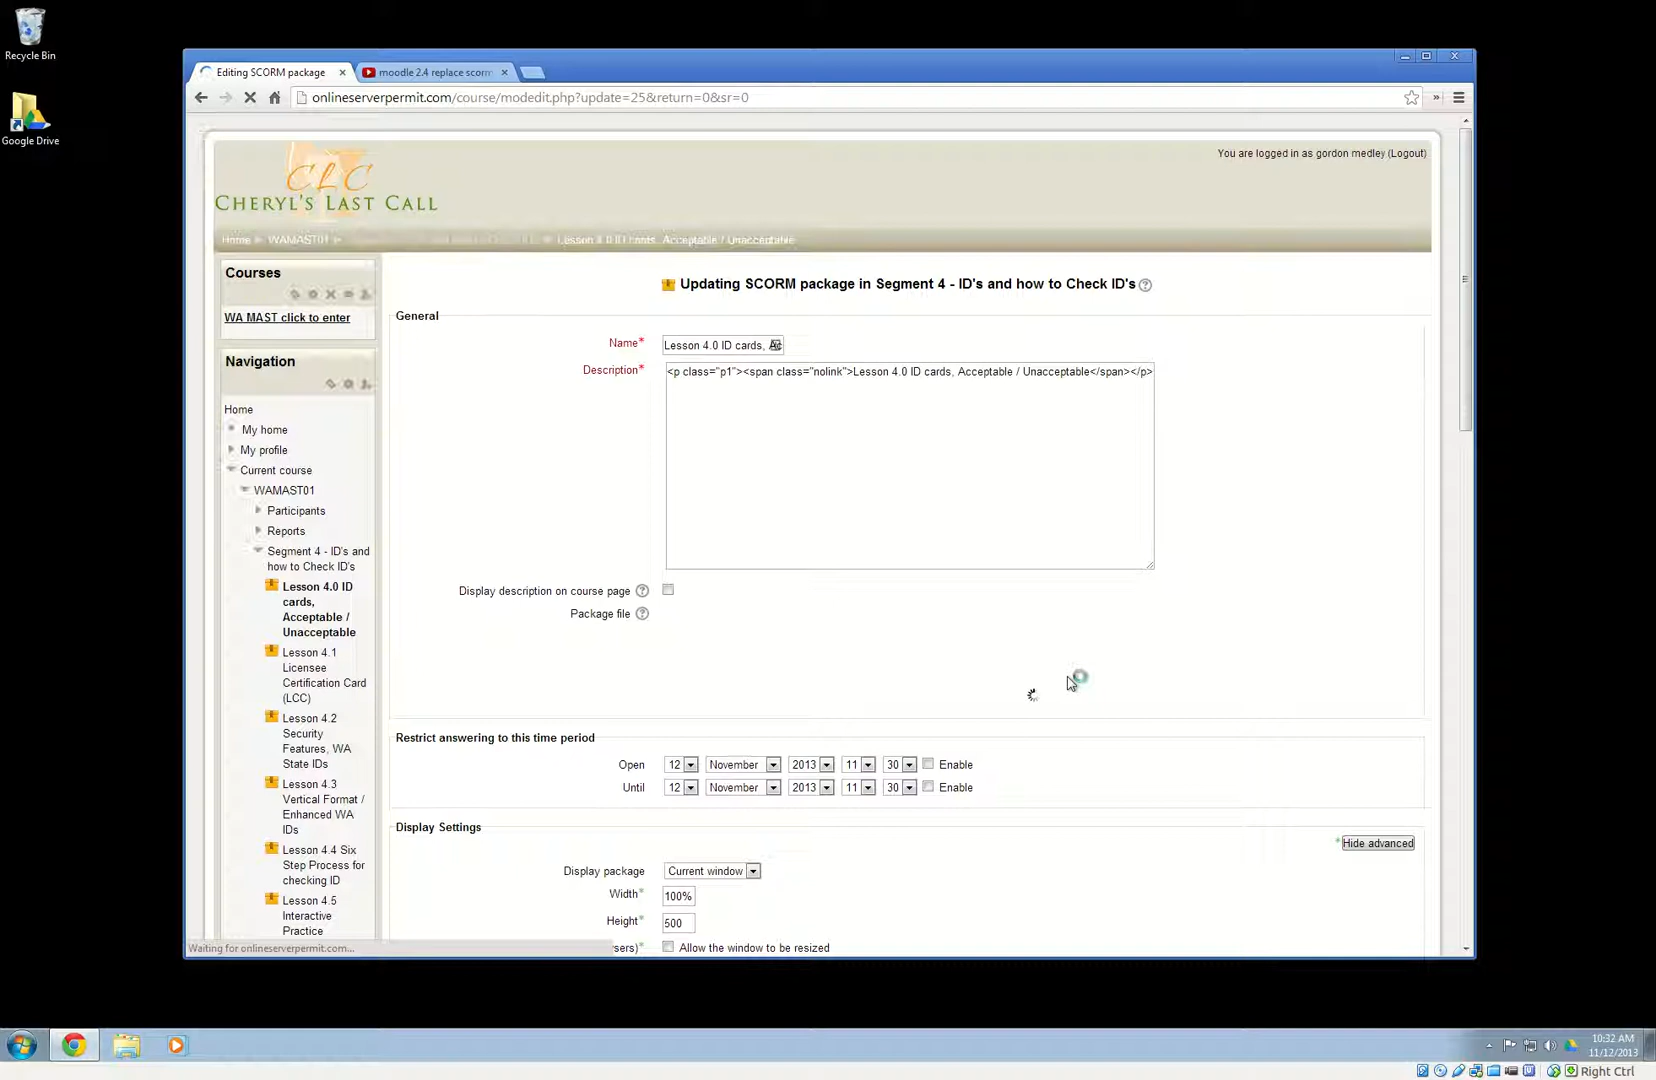 Recycle Bin
Google Drive
Editing SCORM package
moodle 2.4 replace scorm
onlineserverpermit.com/course/modedit.php?update=25&return=0&sr=0
You are logged in as gordon medley (Logout)
CLC
CHERYL'S LAST CALL
Home
WAMAST01
Lesson 4.0 ID cards, Acceptable / Unacceptable
Courses
WA MAST click to enter
Navigation
Home
My home
My profile
Current course
WAMAST01
Participants
Reports
Segment 4 - ID's and
how to Check ID's
Lesson 4.0 ID
cards,
Acceptable /
Unacceptable
Lesson 4.1
Licensee
Certification Card
(LCC)
Lesson 4.2
Security
Features, WA
State IDs
Lesson 4.3
Vertical Format /
Enhanced WA
IDs
Lesson 4.4 Six
Step Process for
checking ID
Lesson 4.5
Interactive
Practice
Updating SCORM package in Segment 4 - ID's and how to Check ID's
General
Name*
Lesson 4.0 ID cards,
Description*
<p class="p1"><span class="nolink">Lesson 4.0 ID cards, Acceptable / Unacceptable</span></p>
Display description on course page
Package file
Restrict answering to this time period
Open 12 November 2013 11 30 Enable
Until 12 November 2013 11 30 Enable
Display Settings
* Hide advanced
Display package Current window
Width* 100%
Height* 500
sers)* Allow the window to be resized
Waiting for onlineserverpermit.com...
10:32 AM
11/12/2013
Right Ctrl